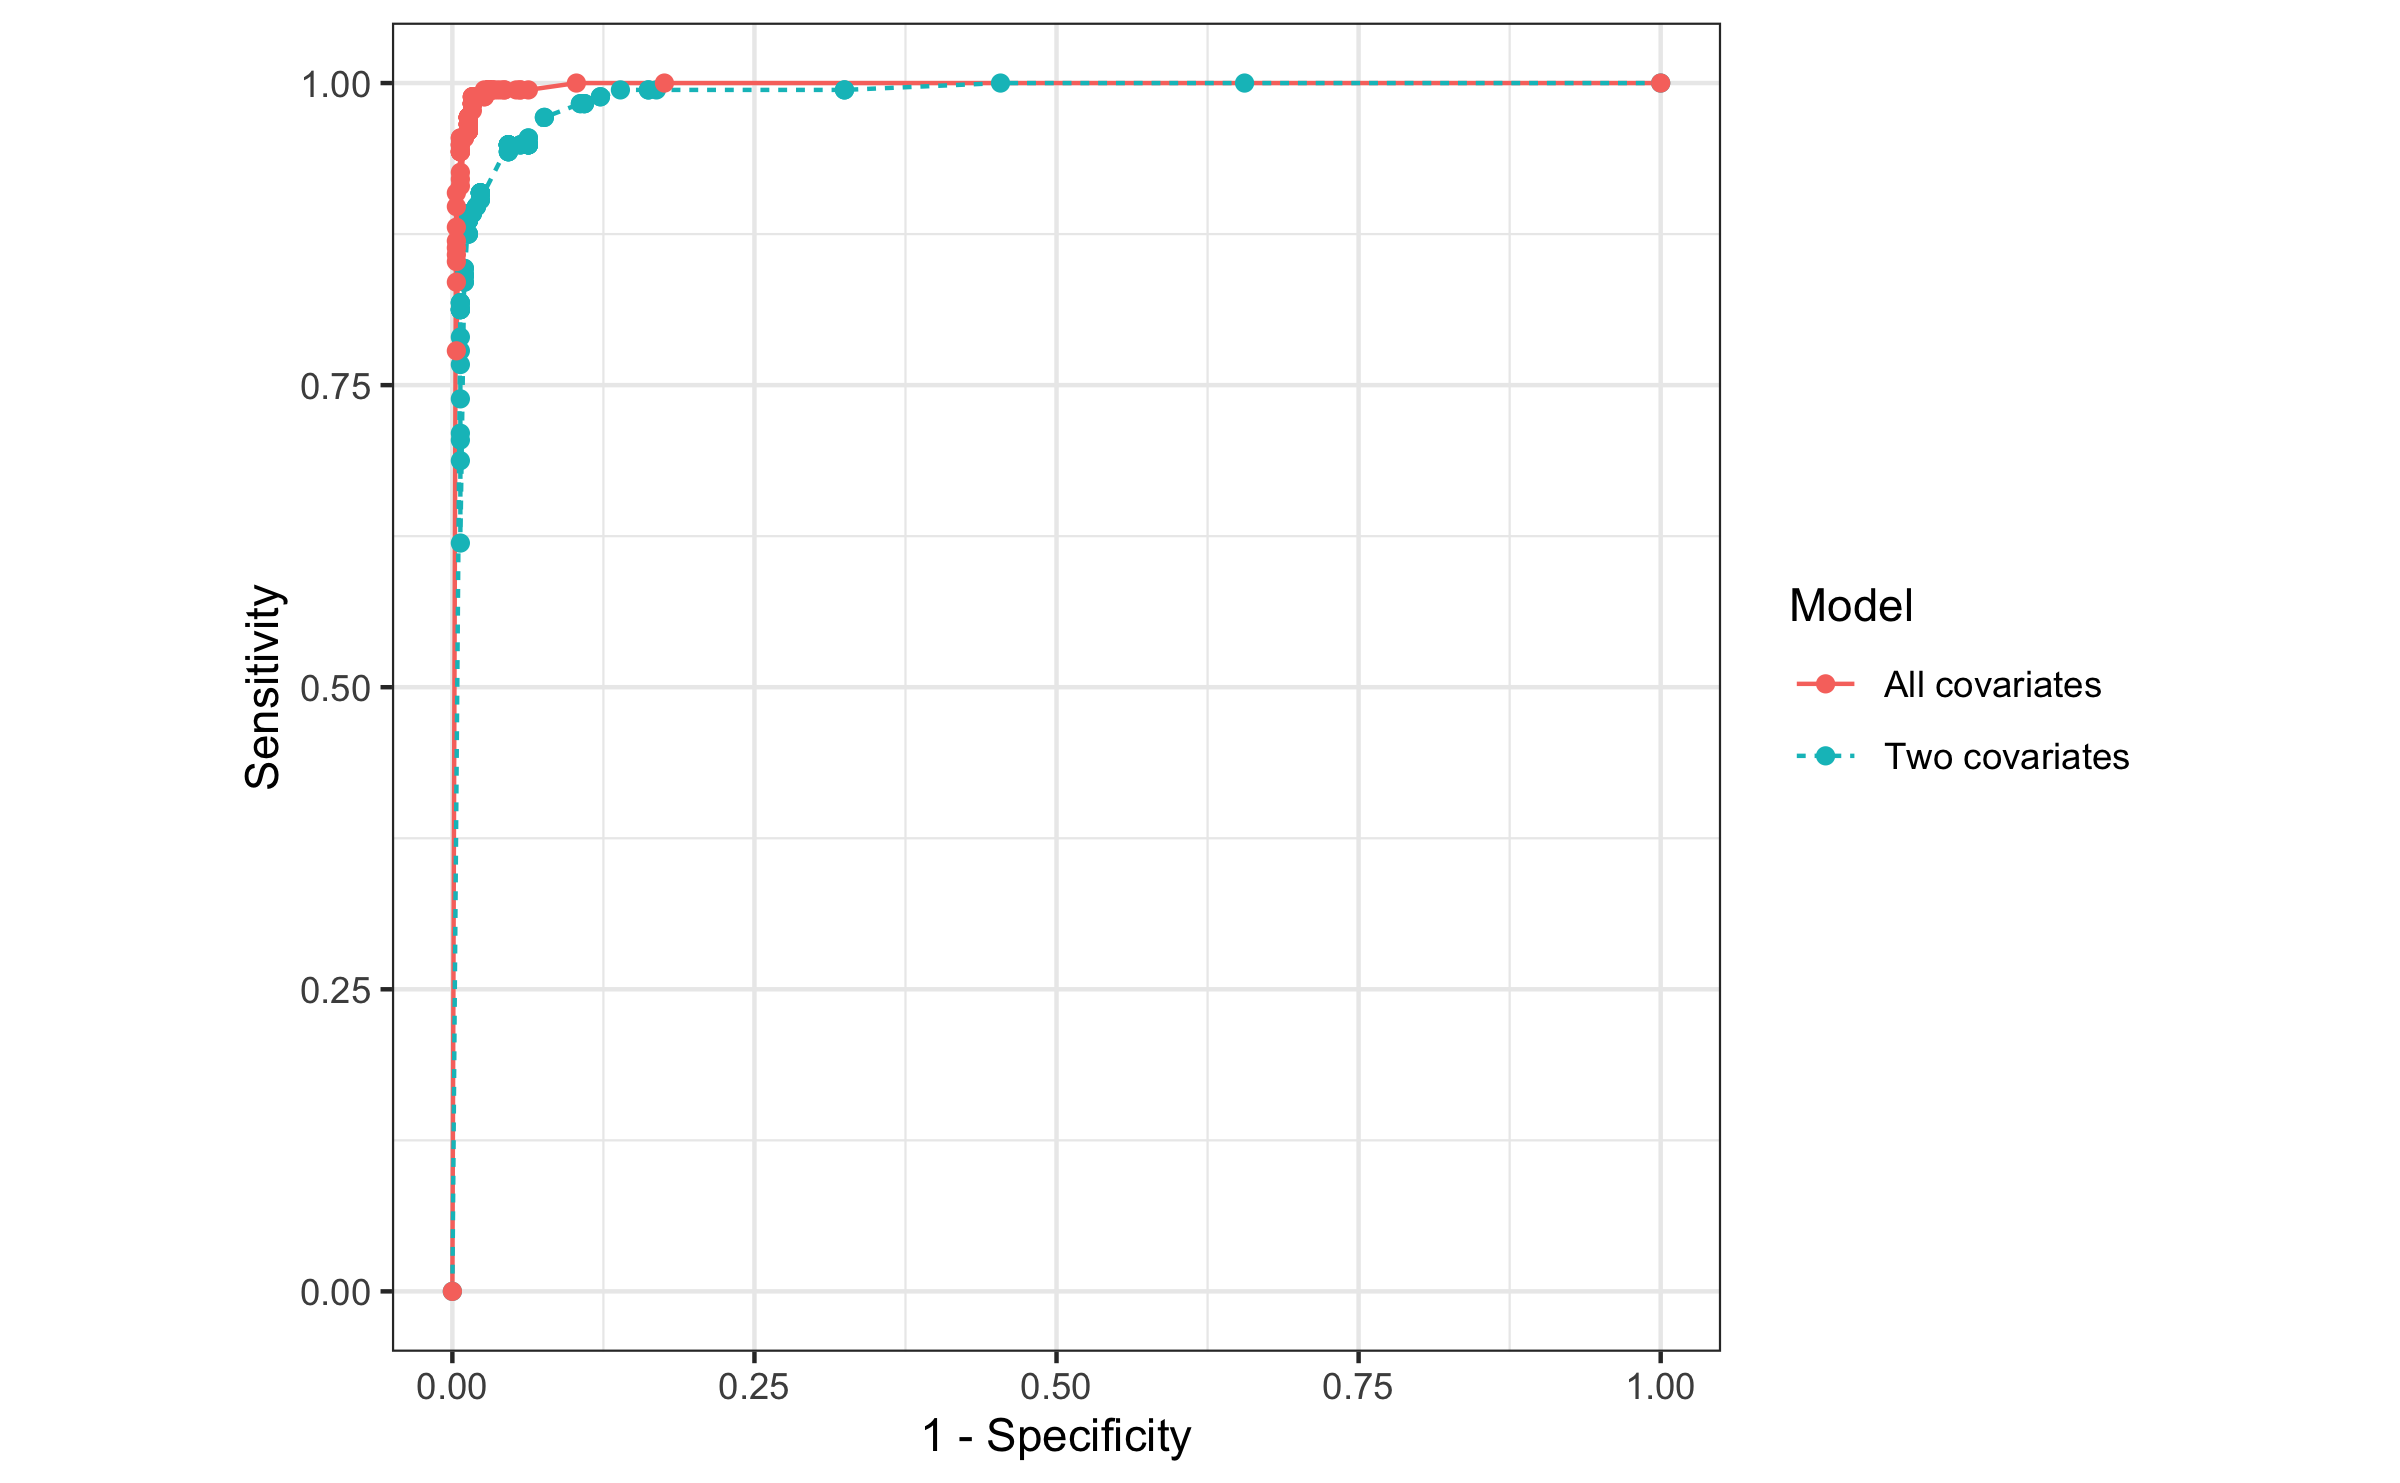 1.00
0.75
0.50
0.25
0.00
Sensitivity
0.00 0.25 0.50 0.75 1.00
1 - Specificity
Model
All covariates
Two covariates